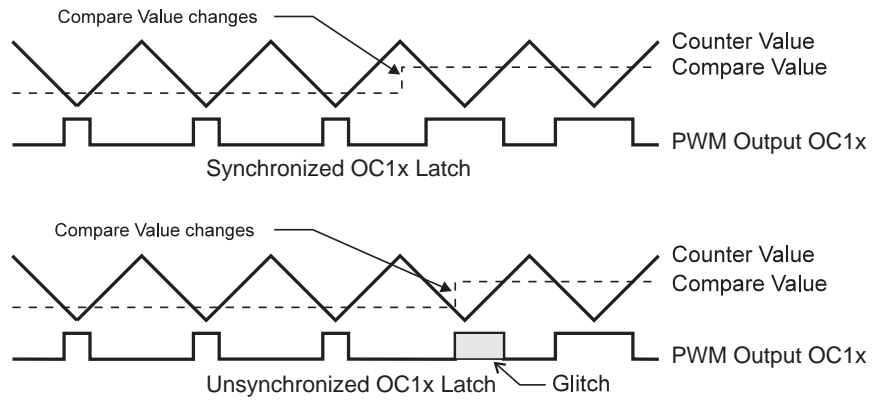 Compare Value changes
Counter Value
Compare Value
PWM Output OC1x
Synchronized OC1x Latch
Compare Value changes
Counter Value
Compare Value
PWM Output OC1x
Unsynchronized OC1x Latch
Glitch